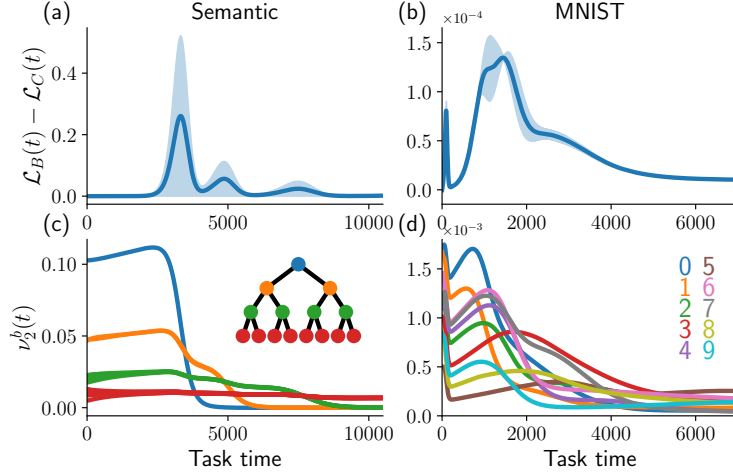 (a) Semantic
ℒ_B(t) − ℒ_C(t)
0.4
0.2
0.0
0 5000 10000
(b) MNIST
×10⁻⁴
1.5
1.0
0.5
0.0
0 2000 4000 6000
(c)
ν₂ᵇ(t)
0.10
0.05
0.00
0 5000 10000
Task time
(d)
×10⁻³
1.5
1.0
0.5
0.0
0 5
1 6
2 7
3 8
4 9
0 2000 4000 6000
Task time